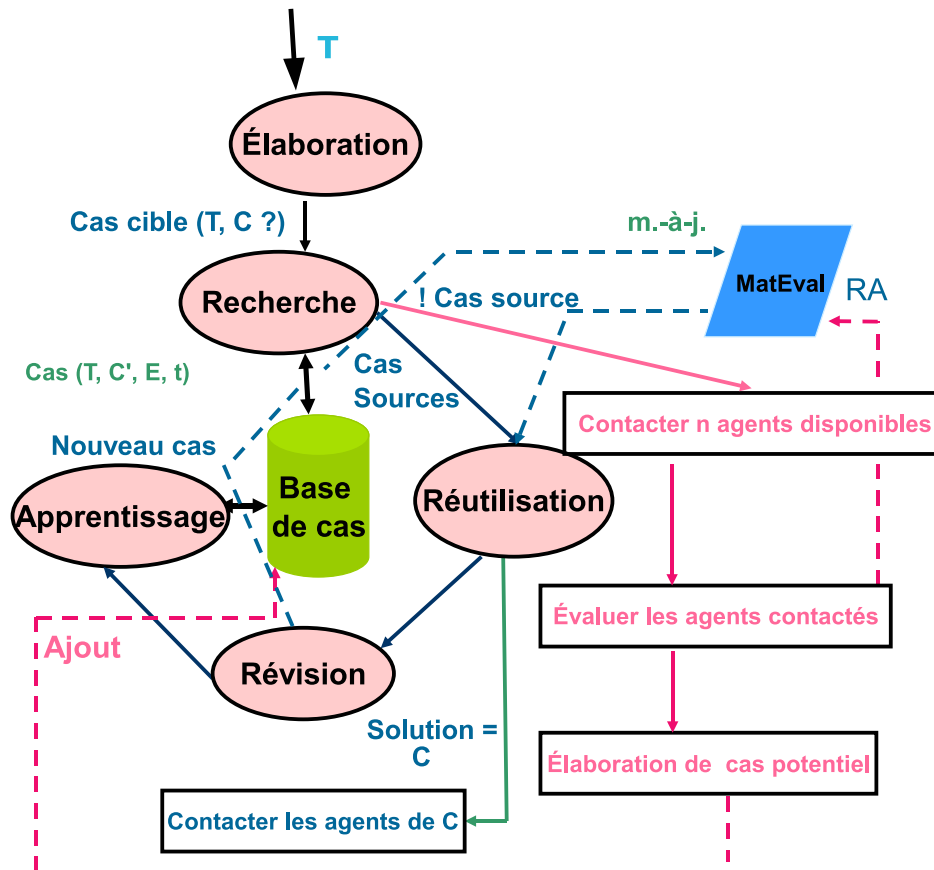 T
Élaboration
Cas cible (T, C ?)
m.-à-j.
Recherche
! Cas source
MatEval
RA
Cas (T, C', E, t)
Cas
Sources
Contacter n agents disponibles
Nouveau cas
Base
de cas
Réutilisation
Apprentissage
Évaluer les agents contactés
Ajout
Révision
Solution =
C
Élaboration de cas potentiel
Contacter les agents de C